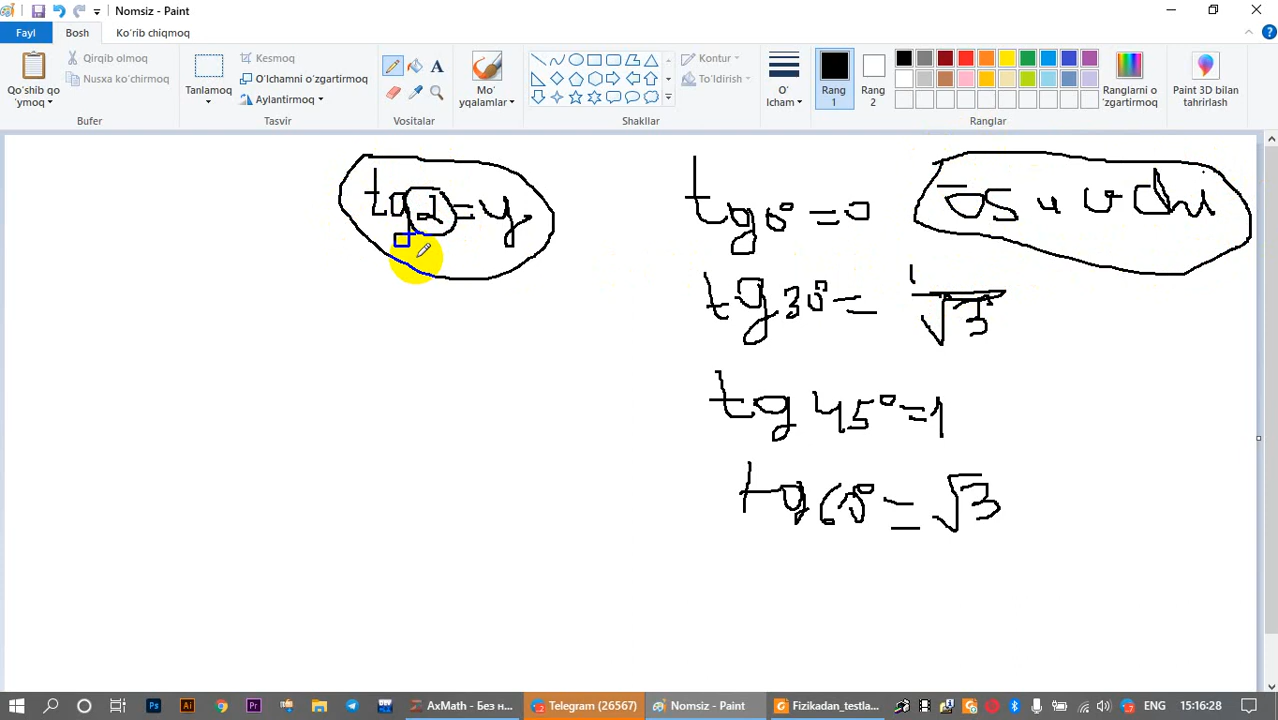 Nomsiz - Paint
Fayl Bosh Ko'rib chiqmoq
Qo'shib qo'ymoq Qirqib olmoq Nusxa ko'chirmoq Bufer
Tanlamoq Kesmoq O'lchamni o'zgartirmoq Aylantirmoq Tasvir
A Vositalar
Mo'yqalamlar
Kontur To'ldirish Shakllar
O'lcham
Rang 1 Rang 2 Ranglarni o'zgartirmoq Ranglar
Paint 3D bilan tahrirlash
tgα=y
tg0°=0
o'suvchi
tg30°=1/√3
tg45°=1
tg60°=√3
AxMath - Без н... Telegram (26567) Nomsiz - Paint Fizikadan_testla... ENG 15:16:28